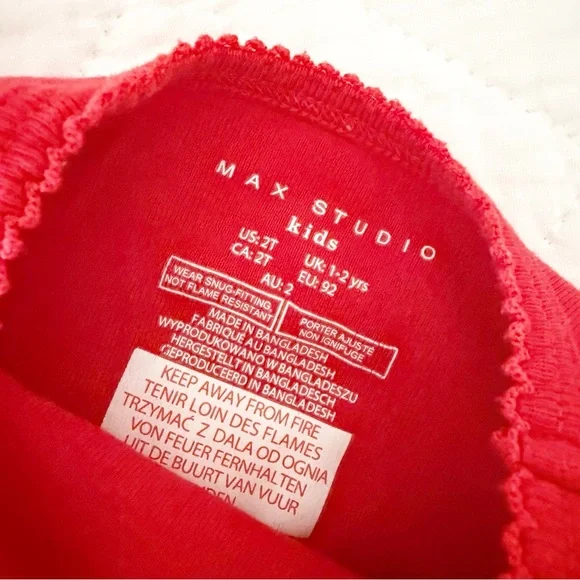 MAX STUDIO
kids
US: 2T UK: 1-2 yrs
CA: 2T EU: 92
AU: 2
WEAR SNUG-FITTING,
NOT FLAME RESISTANT
PORTER AJUSTÉ
NON IGNIFUGE
MADE IN BANGLADESH
FABRIQUE AU BANGLADESH
WYPRODUKOWANO W BANGLADESZU
HERGESTELLT IN BANGLADESCH
GEPRODUCEERD IN BANGLADESH
KEEP AWAY FROM FIRE
TENIR LOIN DES FLAMES
TRZYMAĆ Z DALA OD OGNIA
VON FEUER FERNHALTEN
UIT DE BUURT VAN VUUR